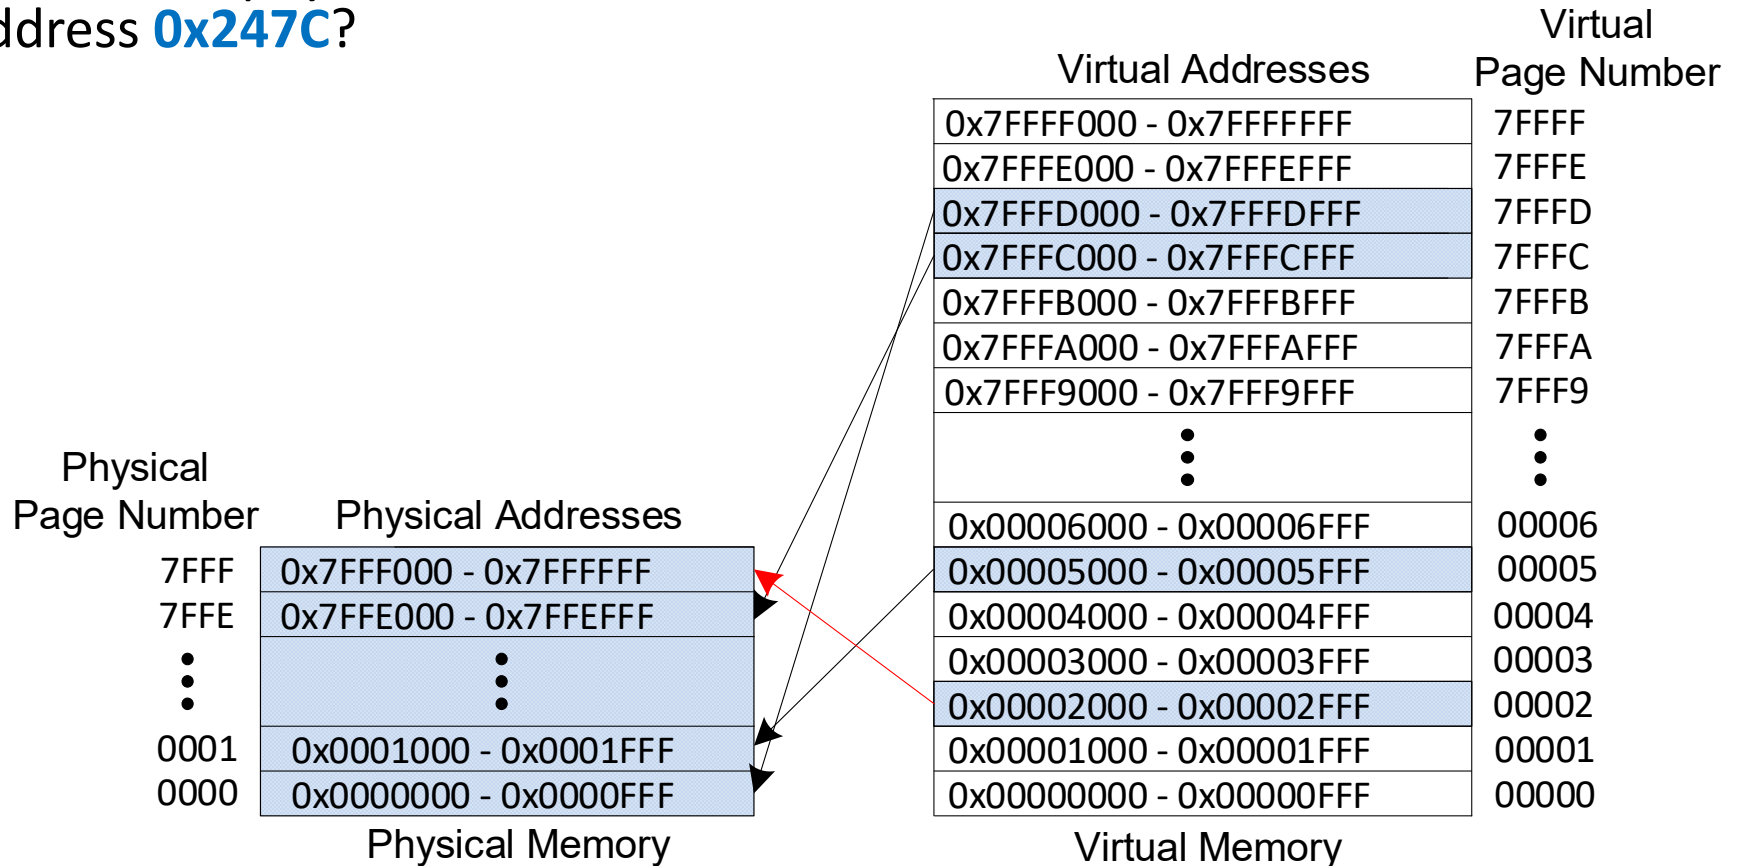 ddress 0x247C?
Virtual
Page Number
Virtual Addresses
0x7FFFF000 - 0x7FFFFFFF 7FFFF
0x7FFFE000 - 0x7FFFEFFF 7FFFE
0x7FFFD000 - 0x7FFFDFFF 7FFFD
0x7FFFC000 - 0x7FFFCFFF 7FFFC
0x7FFFB000 - 0x7FFFBFFF 7FFFB
0x7FFFA000 - 0x7FFFAFFF 7FFFA
0x7FFF9000 - 0x7FFF9FFF 7FFF9
0x00006000 - 0x00006FFF 00006
0x00005000 - 0x00005FFF 00005
0x00004000 - 0x00004FFF 00004
0x00003000 - 0x00003FFF 00003
0x00002000 - 0x00002FFF 00002
0x00001000 - 0x00001FFF 00001
0x00000000 - 0x00000FFF 00000
Virtual Memory
Physical
Page Number
Physical Addresses
7FFF 0x7FFF000 - 0x7FFFFFF
7FFE 0x7FFE000 - 0x7FFEFFF
0001 0x0001000 - 0x0001FFF
0000 0x0000000 - 0x0000FFF
Physical Memory